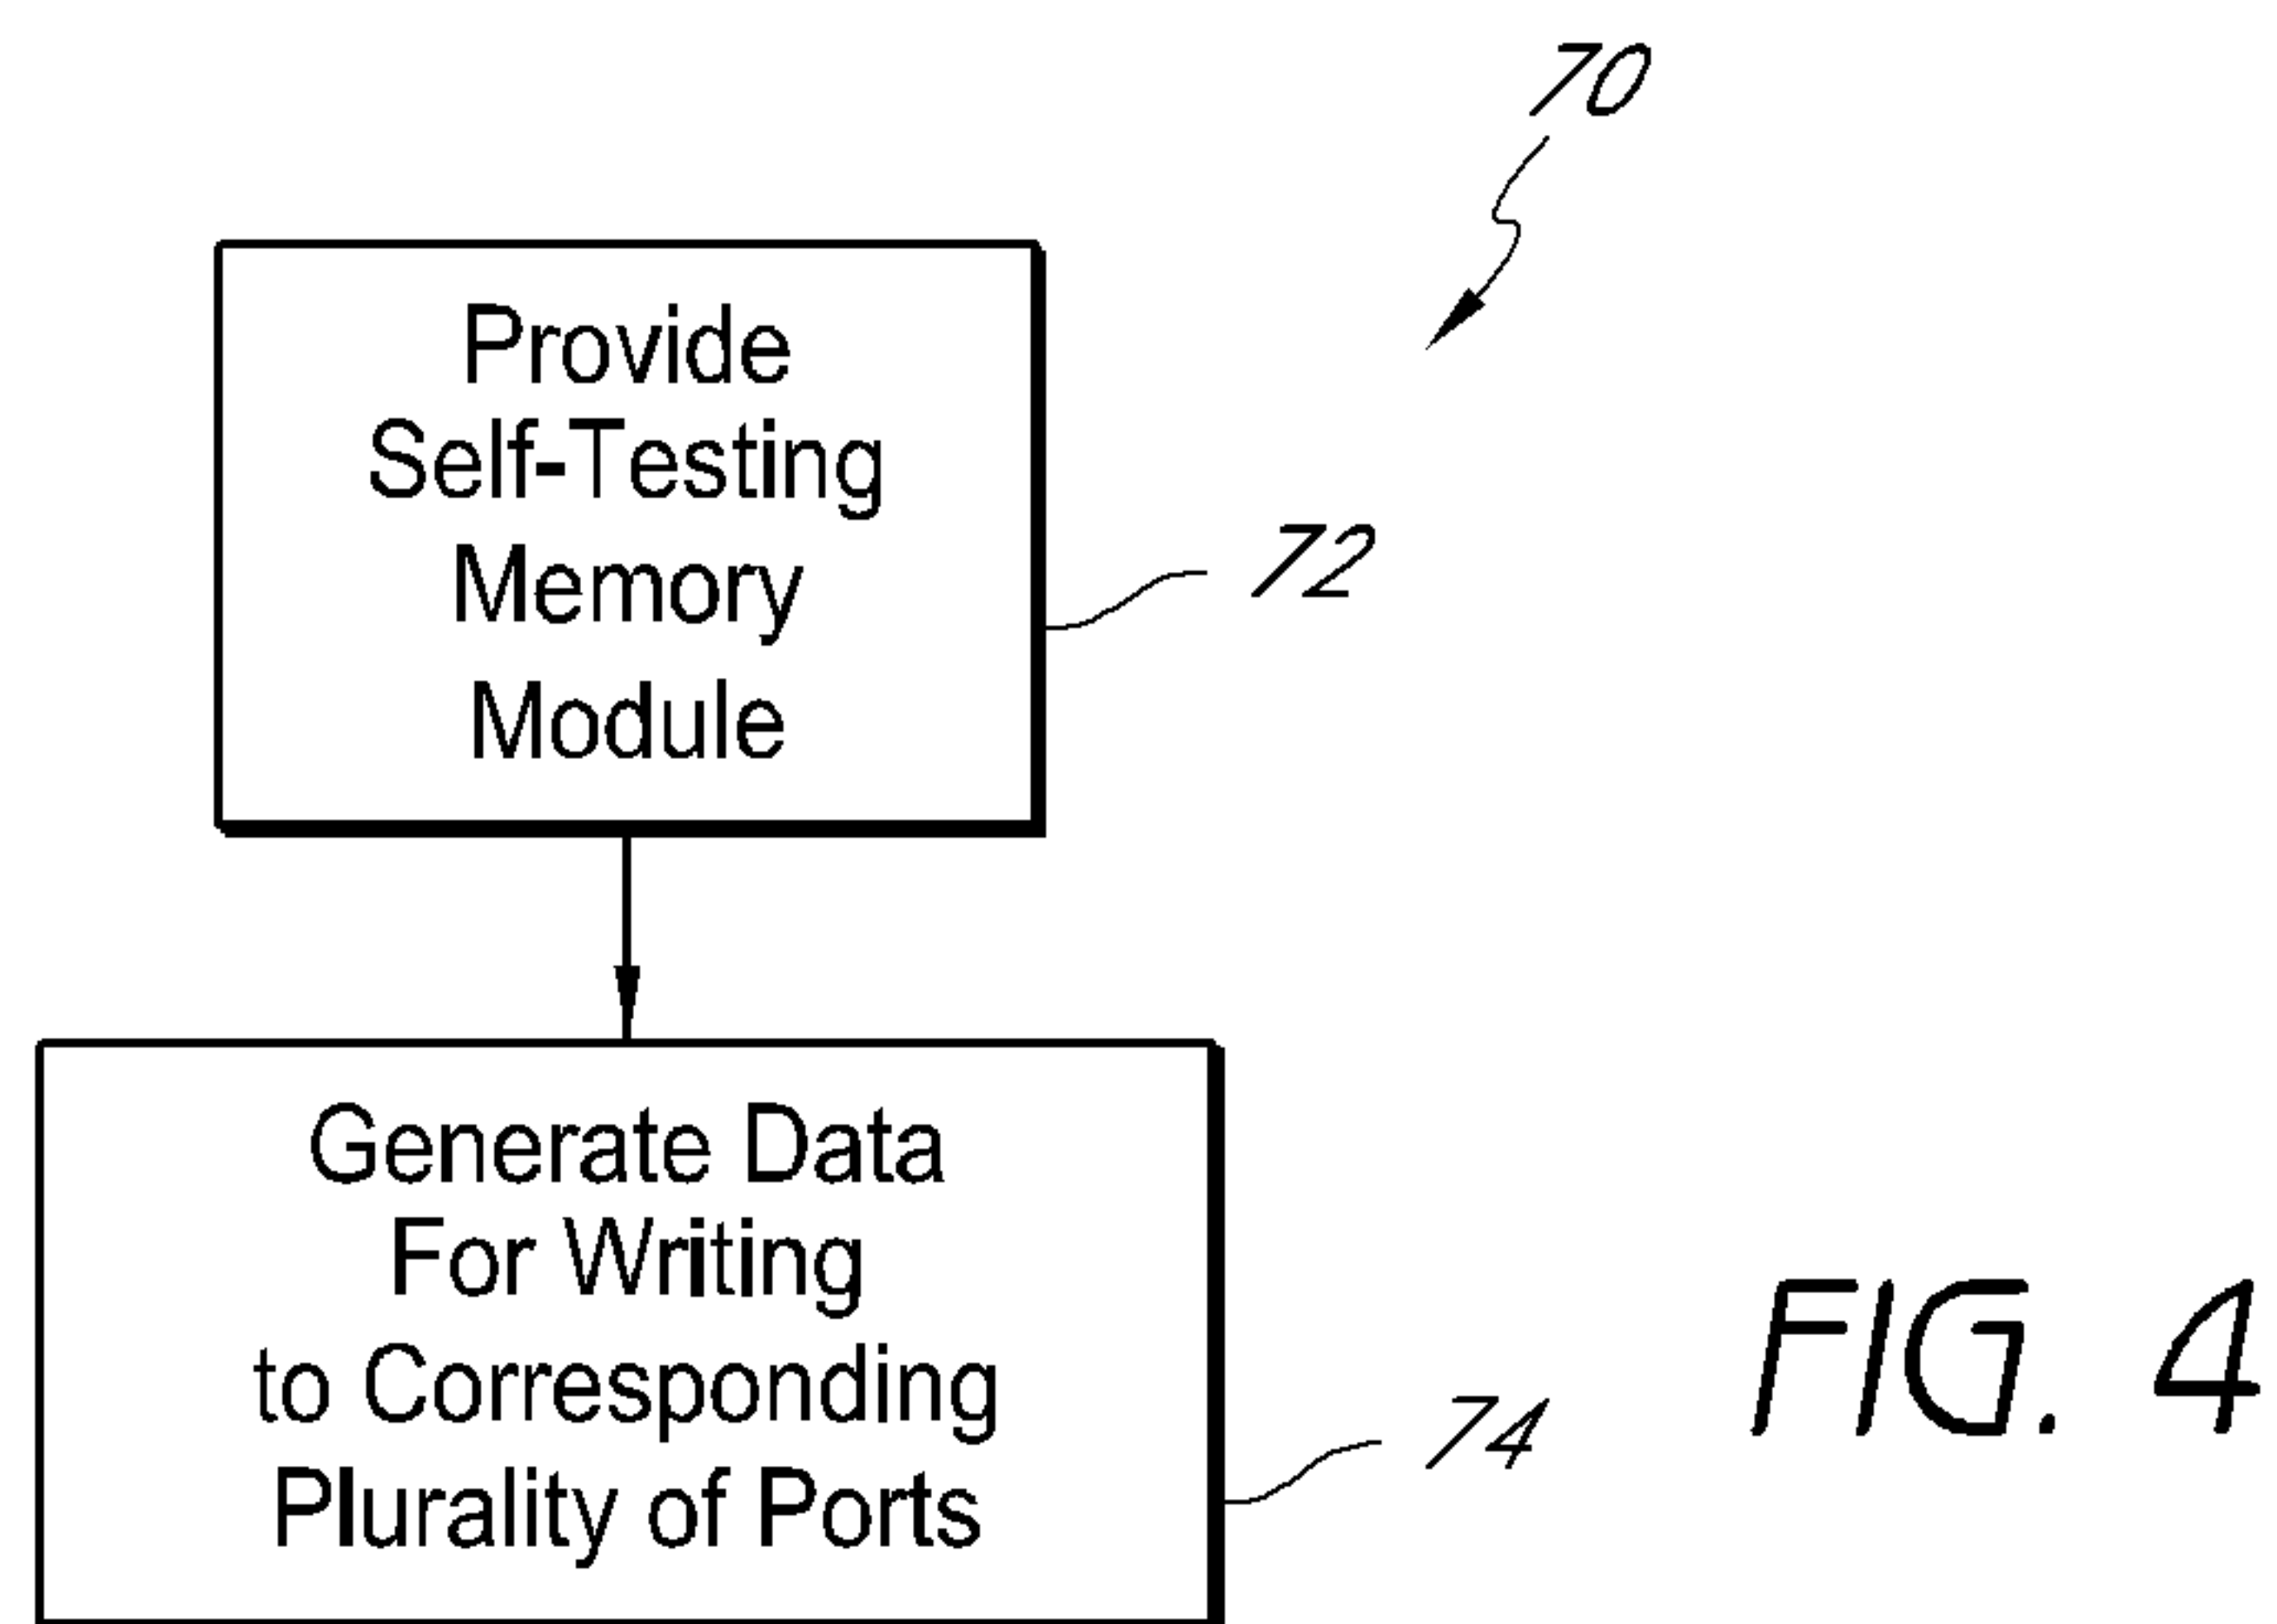 70
Provide
Self-Testing
Memory
Module
72
Generate Data
For Writing
to Corresponding
Plurality of Ports
74
FIG. 4